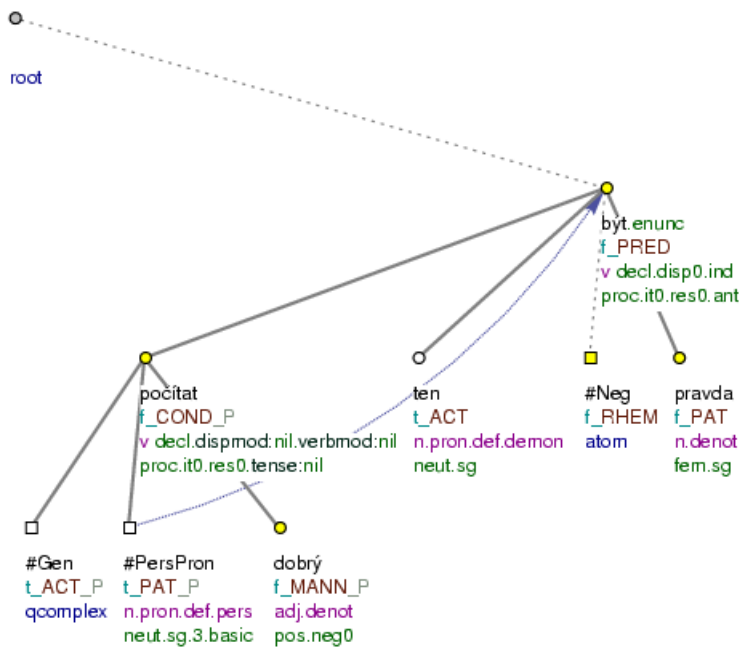 root
být.enunc
f_PRED
v decl.disp0.ind
proc.it0.res0.ant
počítat
f_COND_P
v decl.dispmod:nil.verbmod:nil
proc.it0.res0.tense:nil
ten
t_ACT
n.pron.def.demon
neut.sg
#Neg
f_RHEM
atom
pravda
f_PAT
n.denot
fem.sg
#Gen
t_ACT_P
qcomplex
#PersPron
t_PAT_P
n.pron.def.pers
neut.sg.3.basic
dobrý
f_MANN_P
adj.denot
pos.neg0